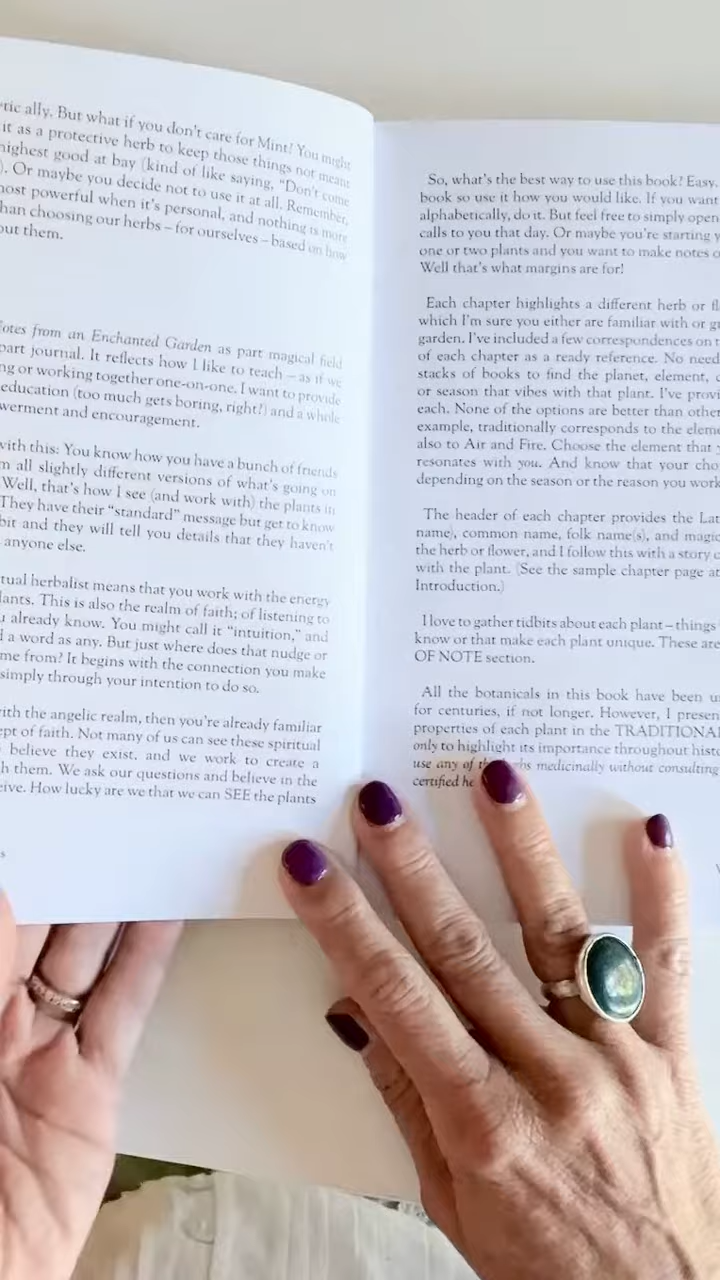 ally. But what if you don't care for Mint? You might
it as a protective herb to keep those things not meant
highest good at bay (kind of like saying, "Don't come
). Or maybe you decide not to use it at all. Remember,
most powerful when it's personal, and nothing is more
than choosing our herbs – for ourselves – based on how
out them.
Notes from an Enchanted Garden as part magical field
part journal. It reflects how I like to teach – as if we
ng or working together one-on-one. I want to provide
education (too much gets boring, right?) and a whole
werment and encouragement.
with this: You know how you have a bunch of friends
m all slightly different versions of what's going on
Well, that's how I see (and work with) the plants in
They have their "standard" message but get to know
bit and they will tell you details that they haven't
anyone else.
tual herbalist means that you work with the energy
lants. This is also the realm of faith; of listening to
u already know. You might call it "intuition," and
d a word as any. But just where does that nudge or
me from? It begins with the connection you make
simply through your intention to do so.
with the angelic realm, then you're already familiar
ept of faith. Not many of us can see these spiritual
believe they exist, and we work to create a
h them. We ask our questions and believe in the
eive. How lucky are we that we can SEE the plants
s
So, what's the best way to use this book? Easy.
book so use it how you would like. If you want
alphabetically, do it. But feel free to simply open
calls to you that day. Or maybe you're starting
one or two plants and you want to make notes
Well that's what margins are for!
Each chapter highlights a different herb or fl
which I'm sure you either are familiar with or g
garden. I've included a few correspondences on t
of each chapter as a ready reference. No need
stacks of books to find the planet, element,
or season that vibes with that plant. I've provi
each. None of the options are better than othe
example, traditionally corresponds to the eleme
also to Air and Fire. Choose the element that
resonates with you. And know that your cho
depending on the season or the reason you work
The header of each chapter provides the Lat
name), common name, folk name(s), and magic
the herb or flower, and I follow this with a story
with the plant. (See the sample chapter page at
Introduction.)
I love to gather tidbits about each plant – things
know or that make each plant unique. These are
OF NOTE section.
All the botanicals in this book have been u
for centuries, if not longer. However, I presen
properties of each plant in the TRADITIONAL
only to highlight its importance throughout histo
use any of th bs medicinally without consulting
certified he